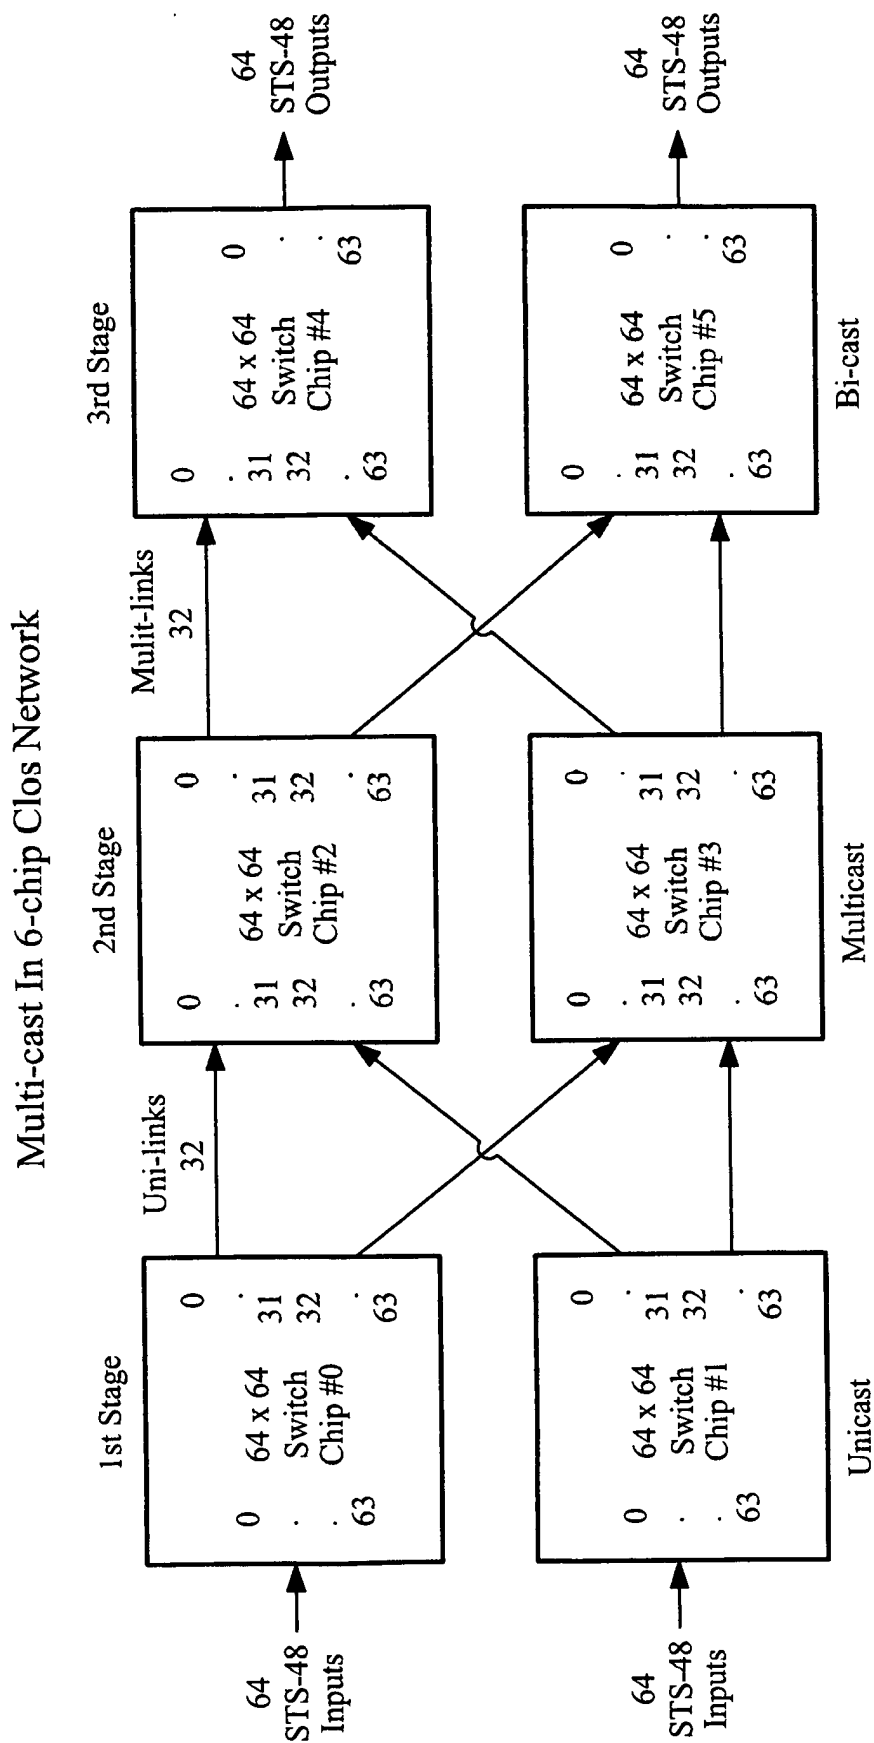 Multi-cast In 6-chip Clos Network
1st Stage
Uni-links
32
2nd Stage
Mulit-links
32
3rd Stage
64
STS-48
Inputs
0
.
.
63
64 x 64
Switch
Chip #0
0
.
31
32
.
63
0
.
31
32
.
63
64 x 64
Switch
Chip #2
0
.
31
32
.
63
0
.
31
32
.
63
64 x 64
Switch
Chip #4
0
.
.
63
64
STS-48
Outputs
64
STS-48
Inputs
0
.
.
63
64 x 64
Switch
Chip #1
0
.
31
32
.
63
0
.
31
32
.
63
64 x 64
Switch
Chip #3
0
.
31
32
.
63
0
.
31
32
.
63
64 x 64
Switch
Chip #5
0
.
.
63
64
STS-48
Outputs
Unicast
Multicast
Bi-cast